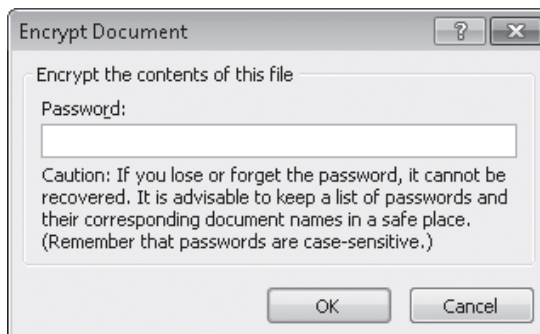 Encrypt Document
Encrypt the contents of this file
Password:
Caution: If you lose or forget the password, it cannot be
recovered. It is advisable to keep a list of passwords and
their corresponding document names in a safe place.
(Remember that passwords are case-sensitive.)
OK Cancel